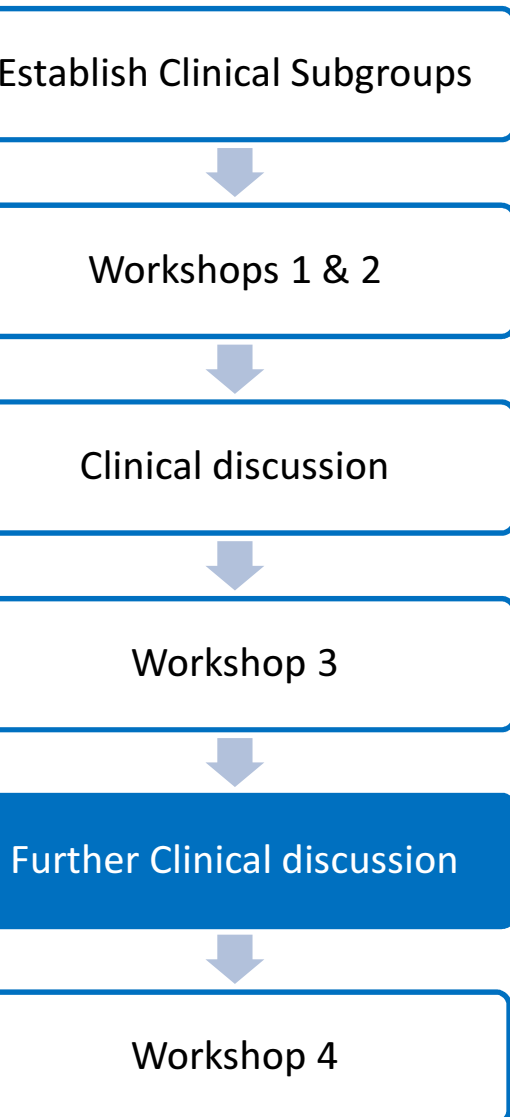 Establish Clinical Subgroups
Workshops 1 & 2
Clinical discussion
Workshop 3
Further Clinical discussion
Workshop 4